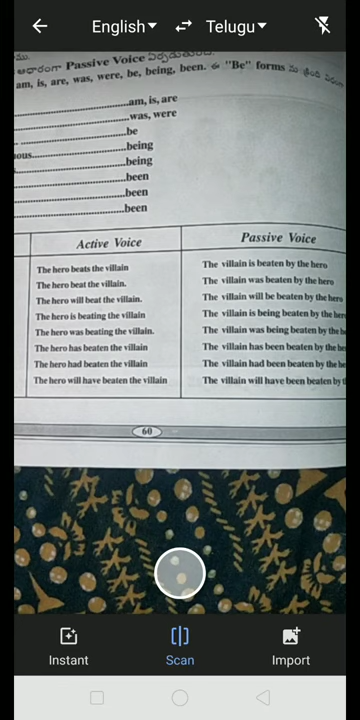 English Telugu
ము.
ఆధారంగా Passive Voice ఏర్పడుతుంది.
am, is, are, was, were, be, being, been. ఈ "Be" forms ను క్రింది
am, is, are
was, were
be
ous being
being
been
been
been
Active Voice Passive Voice
The hero beats the villain The villain is beaten by the hero
The hero beat the villain. The villain was beaten by the hero
The hero will beat the villain. The villain will be beaten by the hero
The hero is beating the villain The villain is being beaten by the hero
The hero was beating the villain. The villain was being beaten by the
The hero has beaten the villain The villain has been beaten by the
The hero had beaten the villain The villain had been beaten by the
The hero will have beaten the villain The villain will have been beaten by
60
Instant Scan Import